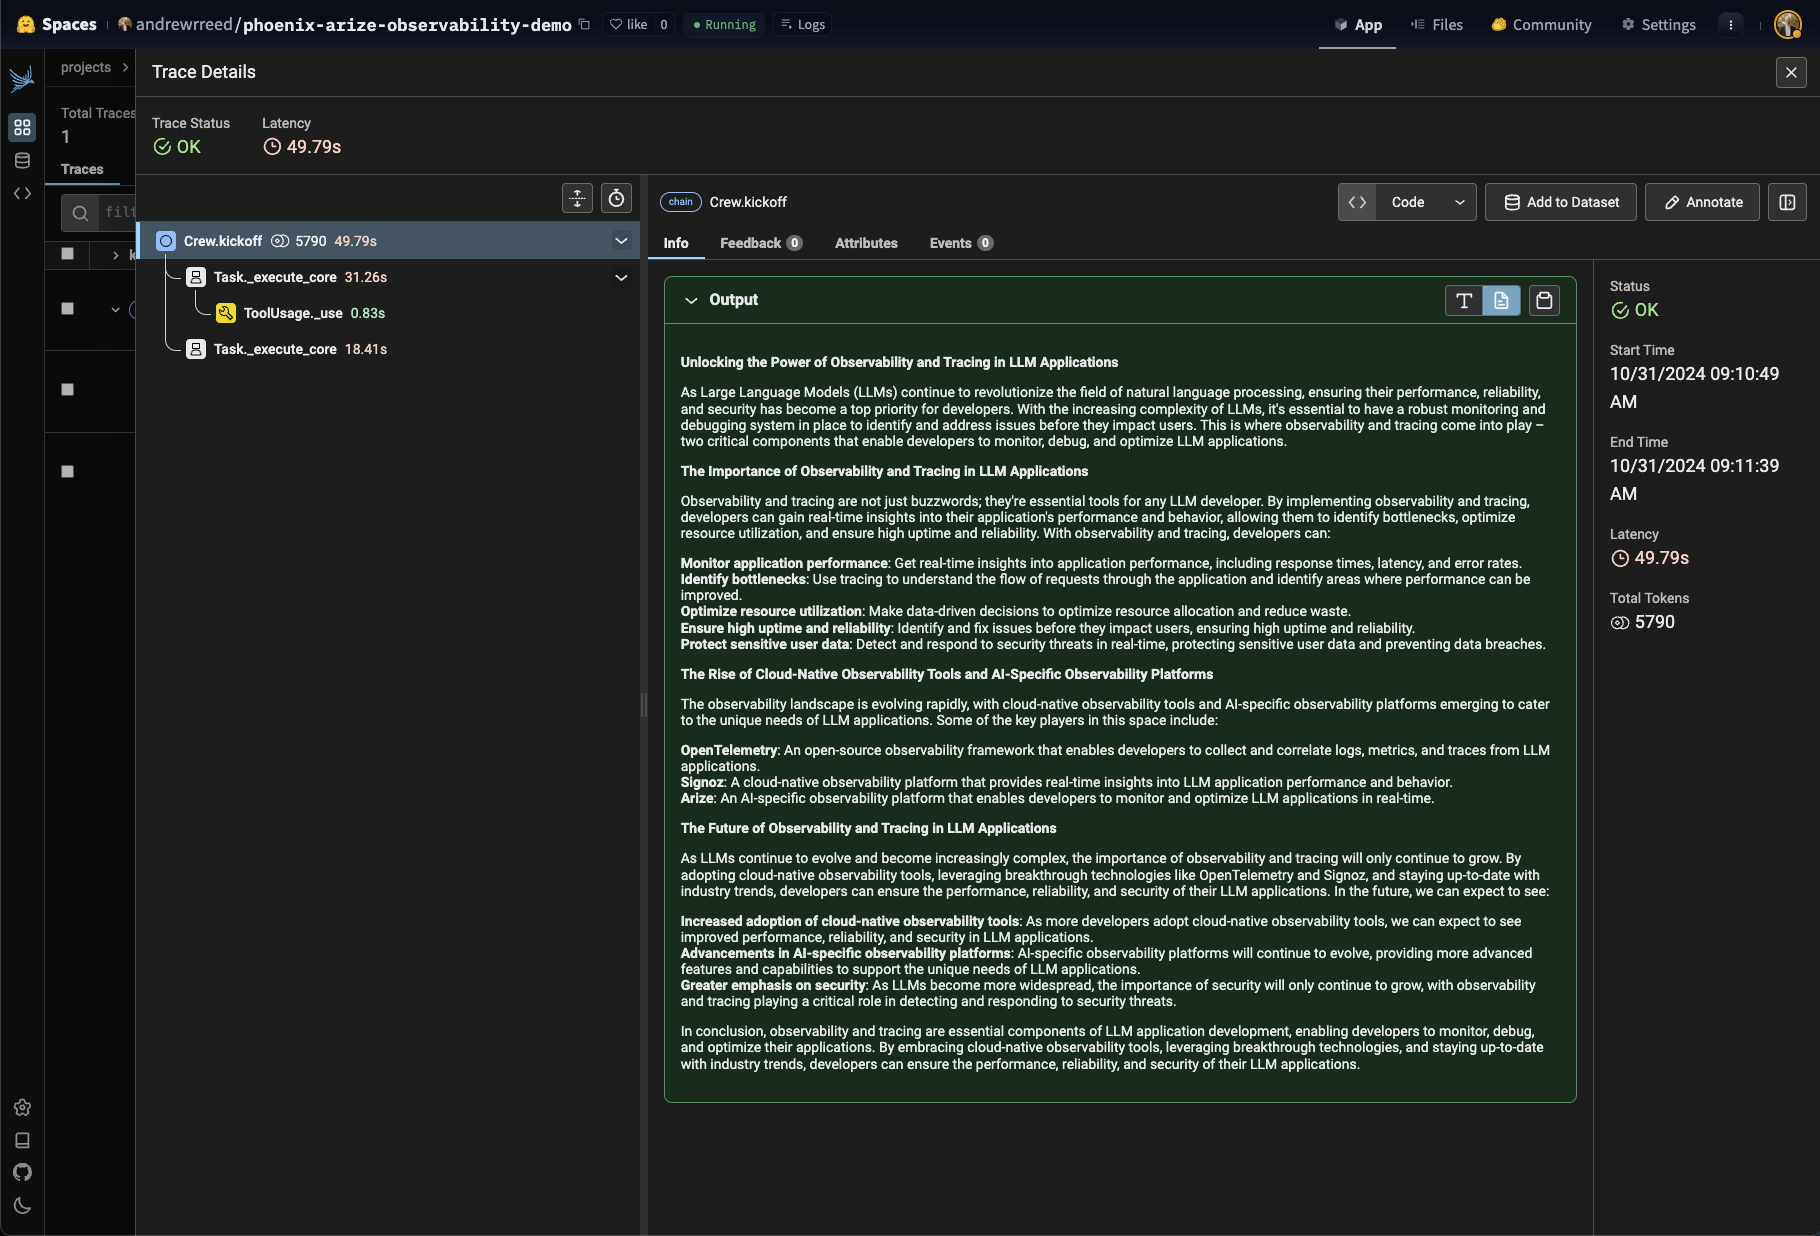 Spaces
andrewrreed/phoenix-arize-observability-demo
like 0
Running
Logs
App
Files
Community
Settings
projects
Total Traces
1
Traces
Trace Details
Trace Status
OK
Latency
49.79s
Crew.kickoff 5790 49.79s
Task._execute_core 31.26s
ToolUsage._use 0.83s
Task._execute_core 18.41s
chain Crew.kickoff
Code
Add to Dataset
Annotate
Info
Feedback 0
Attributes
Events 0
Output
Unlocking the Power of Observability and Tracing in LLM Applications
As Large Language Models (LLMs) continue to revolutionize the field of natural language processing, ensuring their performance, reliability,
and security has become a top priority for developers. With the increasing complexity of LLMs, it's essential to have a robust monitoring and
debugging system in place to identify and address issues before they impact users. This is where observability and tracing come into play –
two critical components that enable developers to monitor, debug, and optimize LLM applications.
The Importance of Observability and Tracing in LLM Applications
Observability and tracing are not just buzzwords; they're essential tools for any LLM developer. By implementing observability and tracing,
developers can gain real-time insights into their application's performance and behavior, allowing them to identify bottlenecks, optimize
resource utilization, and ensure high uptime and reliability. With observability and tracing, developers can:
Monitor application performance: Get real-time insights into application performance, including response times, latency, and error rates.
Identify bottlenecks: Use tracing to understand the flow of requests through the application and identify areas where performance can be
improved.
Optimize resource utilization: Make data-driven decisions to optimize resource allocation and reduce waste.
Ensure high uptime and reliability: Identify and fix issues before they impact users, ensuring high uptime and reliability.
Protect sensitive user data: Detect and respond to security threats in real-time, protecting sensitive user data and preventing data breaches.
The Rise of Cloud-Native Observability Tools and AI-Specific Observability Platforms
The observability landscape is evolving rapidly, with cloud-native observability tools and AI-specific observability platforms emerging to cater
to the unique needs of LLM applications. Some of the key players in this space include:
OpenTelemetry: An open-source observability framework that enables developers to collect and correlate logs, metrics, and traces from LLM
applications.
Signoz: A cloud-native observability platform that provides real-time insights into LLM application performance and behavior.
Arize: An AI-specific observability platform that enables developers to monitor and optimize LLM applications in real-time.
The Future of Observability and Tracing in LLM Applications
As LLMs continue to evolve and become increasingly complex, the importance of observability and tracing will only continue to grow. By
adopting cloud-native observability tools, leveraging breakthrough technologies like OpenTelemetry and Signoz, and staying up-to-date with
industry trends, developers can ensure the performance, reliability, and security of their LLM applications. In the future, we can expect to see:
Increased adoption of cloud-native observability tools: As more developers adopt cloud-native observability tools, we can expect to see
improved performance, reliability, and security in LLM applications.
Advancements in AI-specific observability platforms: AI-specific observability platforms will continue to evolve, providing more advanced
features and capabilities to support the unique needs of LLM applications.
Greater emphasis on security: As LLMs become more widespread, the importance of security will only continue to grow, with observability
and tracing playing a critical role in detecting and responding to security threats.
In conclusion, observability and tracing are essential components of LLM application development, enabling developers to monitor, debug,
and optimize their applications. By embracing cloud-native observability tools, leveraging breakthrough technologies, and staying up-to-date
with industry trends, developers can ensure the performance, reliability, and security of their LLM applications.
Status
OK
Start Time
10/31/2024 09:10:49
AM
End Time
10/31/2024 09:11:39
AM
Latency
49.79s
Total Tokens
5790